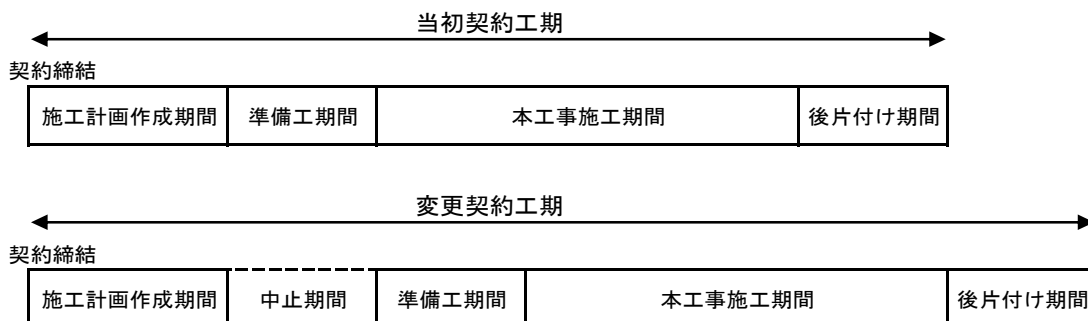 当初契約工期
契約締結
施工計画作成期間 準備工期間 本工事施工期間 後片付け期間
変更契約工期
契約締結
施工計画作成期間 中止期間 準備工期間 本工事施工期間 後片付け期間